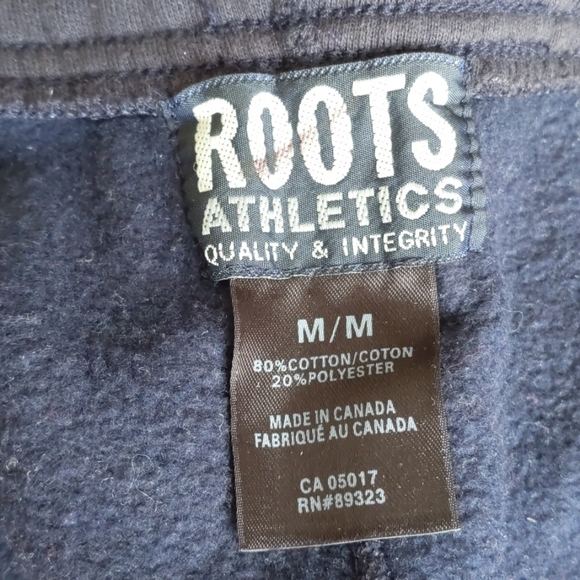 ROOTS
ATHLETICS
QUALITY & INTEGRITY
M/M
80%COTTON/COTON
20%POLYESTER
MADE IN CANADA
FABRIQUÉ AU CANADA
CA 05017
RN#89323